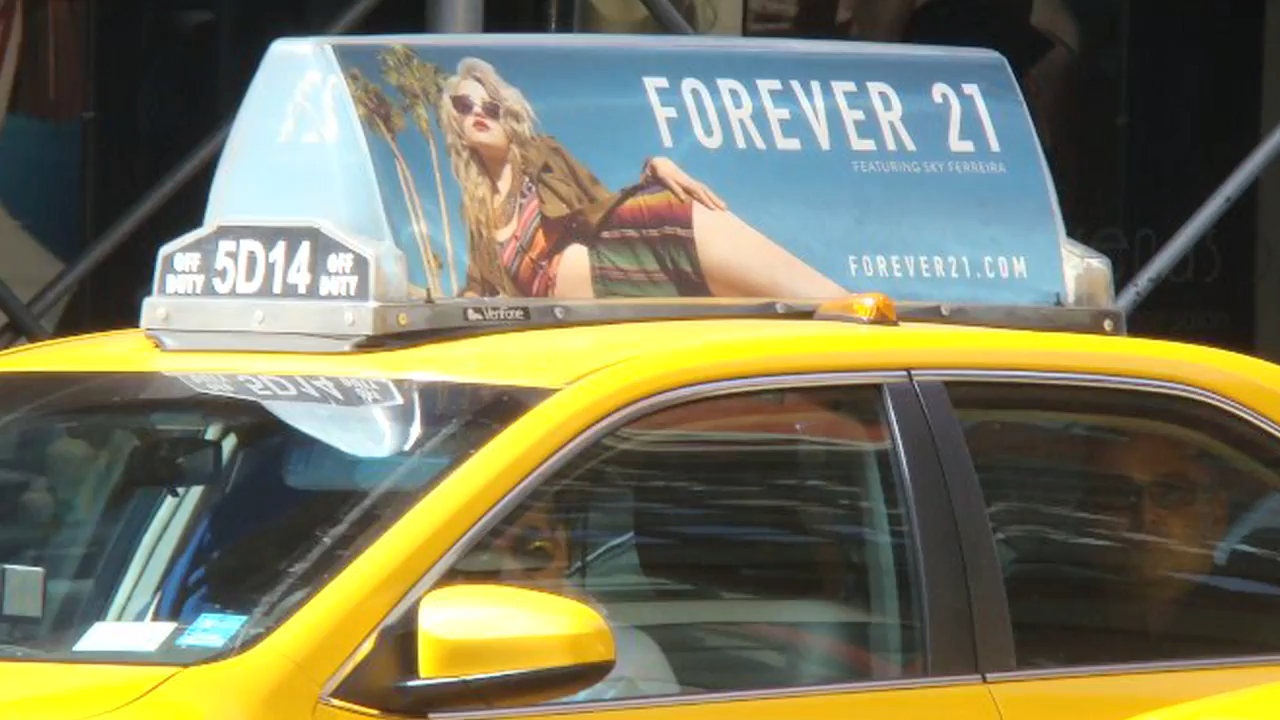 FOREVER 21
FEATURING SKY FERREIRA
FOREVER21.COM
OFF DUTY 5D14 OFF DUTY
VeriFone